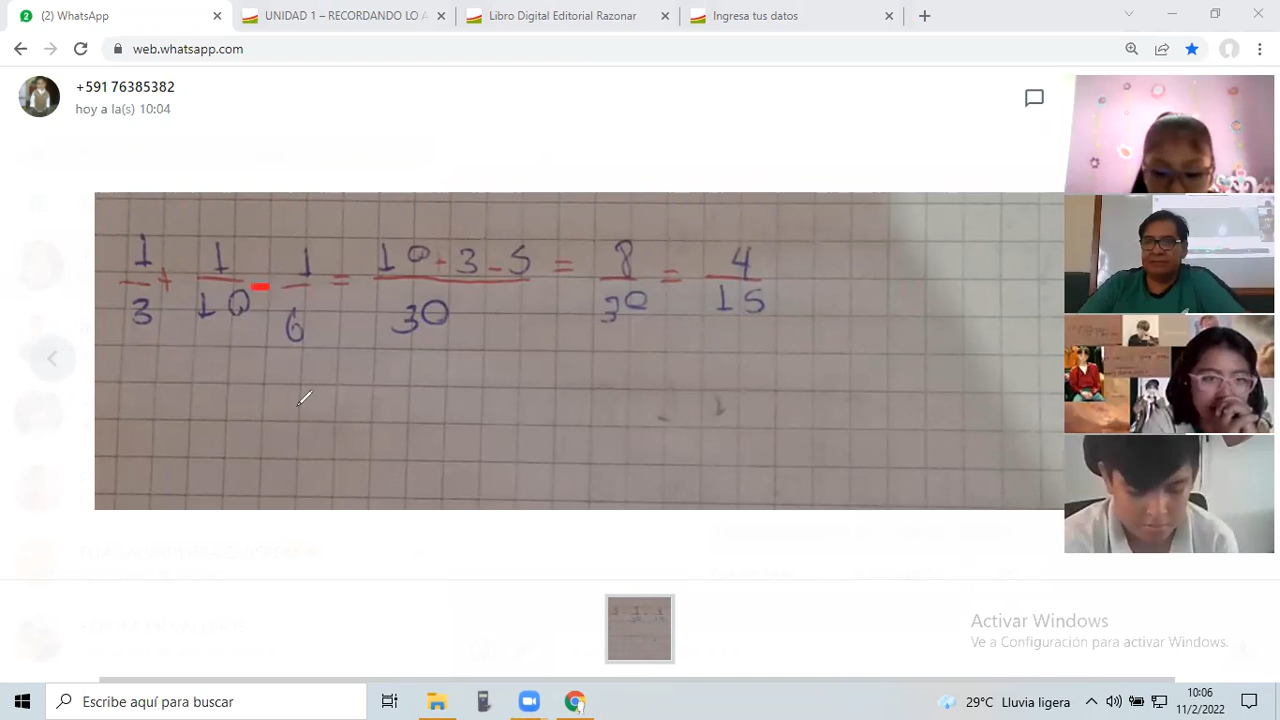 (2) WhatsApp
UNIDAD 1 – RECORDANDO LO A
Libro Digital Editorial Razonar
Ingresa tus datos
web.whatsapp.com
+591 76385382
hoy a la(s) 10:04
1/3 + 1/10 - 1/6 = 10 - 3 - 5/30 = 8/30 = 4/15
Activar Windows
Ve a Configuración para activar Windows.
Escribe aquí para buscar
29°C Lluvia ligera
10:06
11/2/2022